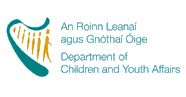 An Roinn Leanaí
agus Gnóthaí Óige
Department of
Children and Youth Affairs